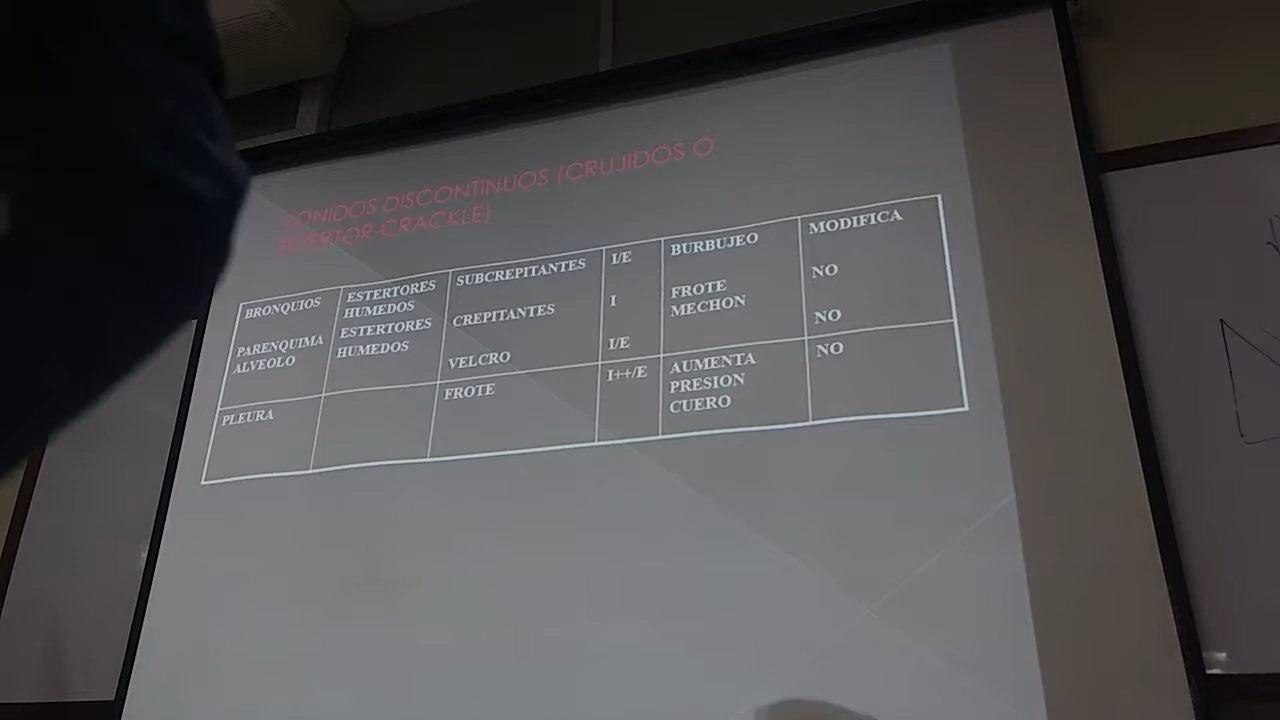 SONIDOS DISCONTINUOS (CRUJIDOS O
ESTERTOR-CRACKLE)
BRONQUIOS
PARENQUIMA
ALVEOLO
ESTERTORES
HUMEDOS
ESTERTORES
HUMEDOS
SUBCREPITANTES
CREPITANTES
VELCRO
I/E
I
I/E
BURBUJEO
FROTE
MECHON
MODIFICA
NO
NO
PLEURA
FROTE
I++/E
AUMENTA
PRESION
CUERO
NO